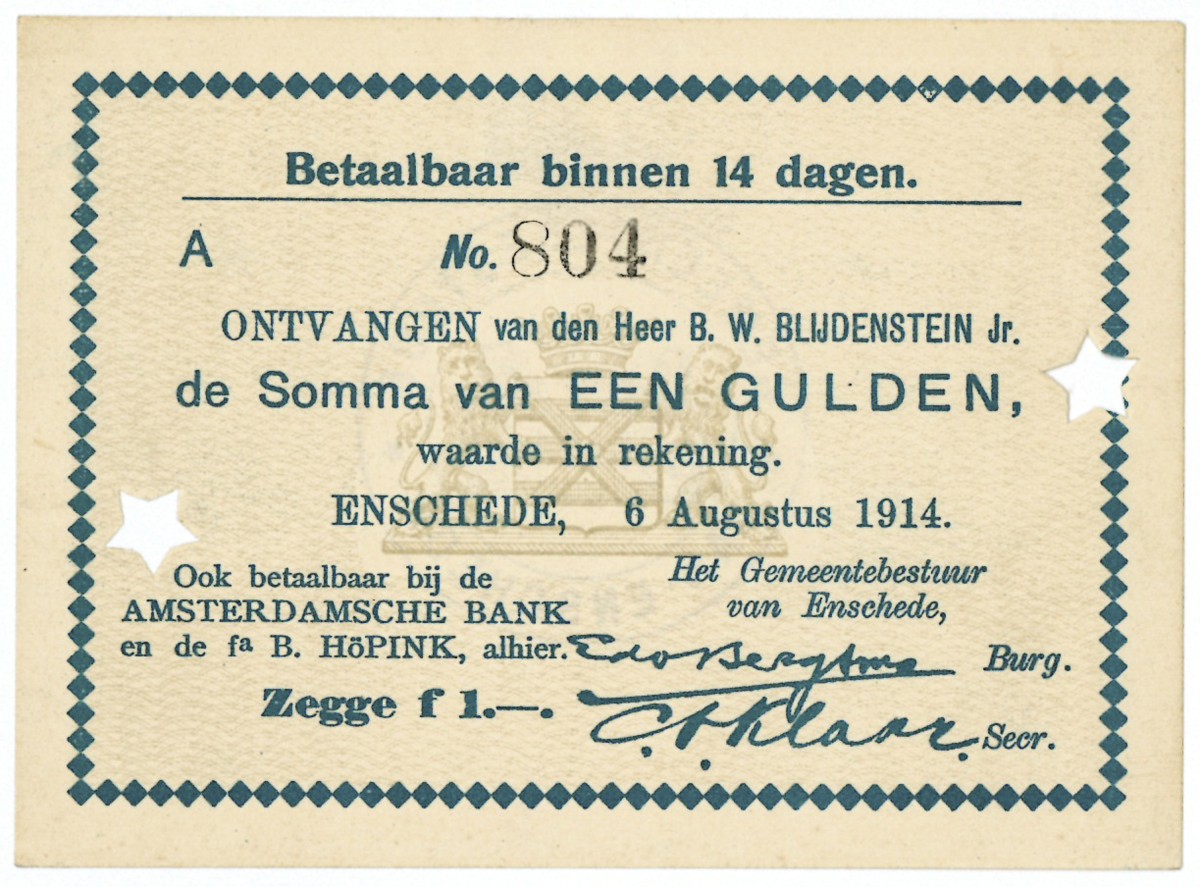 Betaalbaar binnen 14 dagen.
A No. 804
ONTVANGEN van den Heer B. W. BLIJDENSTEIN Jr.
de Somma van EEN GULDEN,
waarde in rekening.
ENSCHEDE, 6 Augustus 1914.
Ook betaalbaar bij de
AMSTERDAMSCHE BANK
en de fa B. HöPINK, alhier.
Zegge f 1.—.
Het Gemeentebestuur
van Enschede,
Edo Bergsma Burg.
Secr.